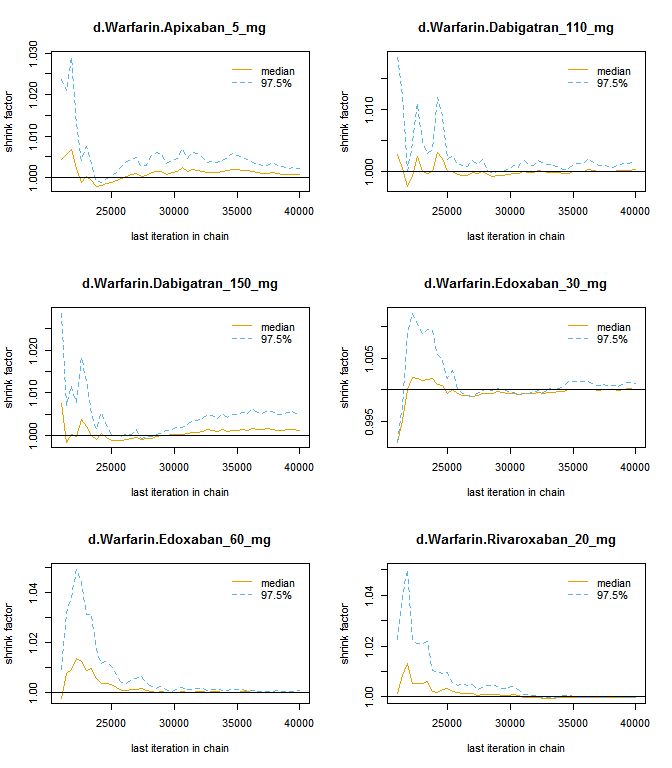 d.Warfarin.Apixaban_5_mg
shrink factor
1.000 1.010 1.020 1.030
median
97.5%
25000 30000 35000 40000
last iteration in chain
d.Warfarin.Dabigatran_110_mg
shrink factor
1.000 1.010
median
97.5%
25000 30000 35000 40000
last iteration in chain
d.Warfarin.Dabigatran_150_mg
shrink factor
1.000 1.010 1.020
median
97.5%
25000 30000 35000 40000
last iteration in chain
d.Warfarin.Edoxaban_30_mg
shrink factor
0.995 1.005
median
97.5%
25000 30000 35000 40000
last iteration in chain
d.Warfarin.Edoxaban_60_mg
shrink factor
1.00 1.02 1.04
median
97.5%
25000 30000 35000 40000
last iteration in chain
d.Warfarin.Rivaroxaban_20_mg
shrink factor
1.00 1.02 1.04
median
97.5%
25000 30000 35000 40000
last iteration in chain